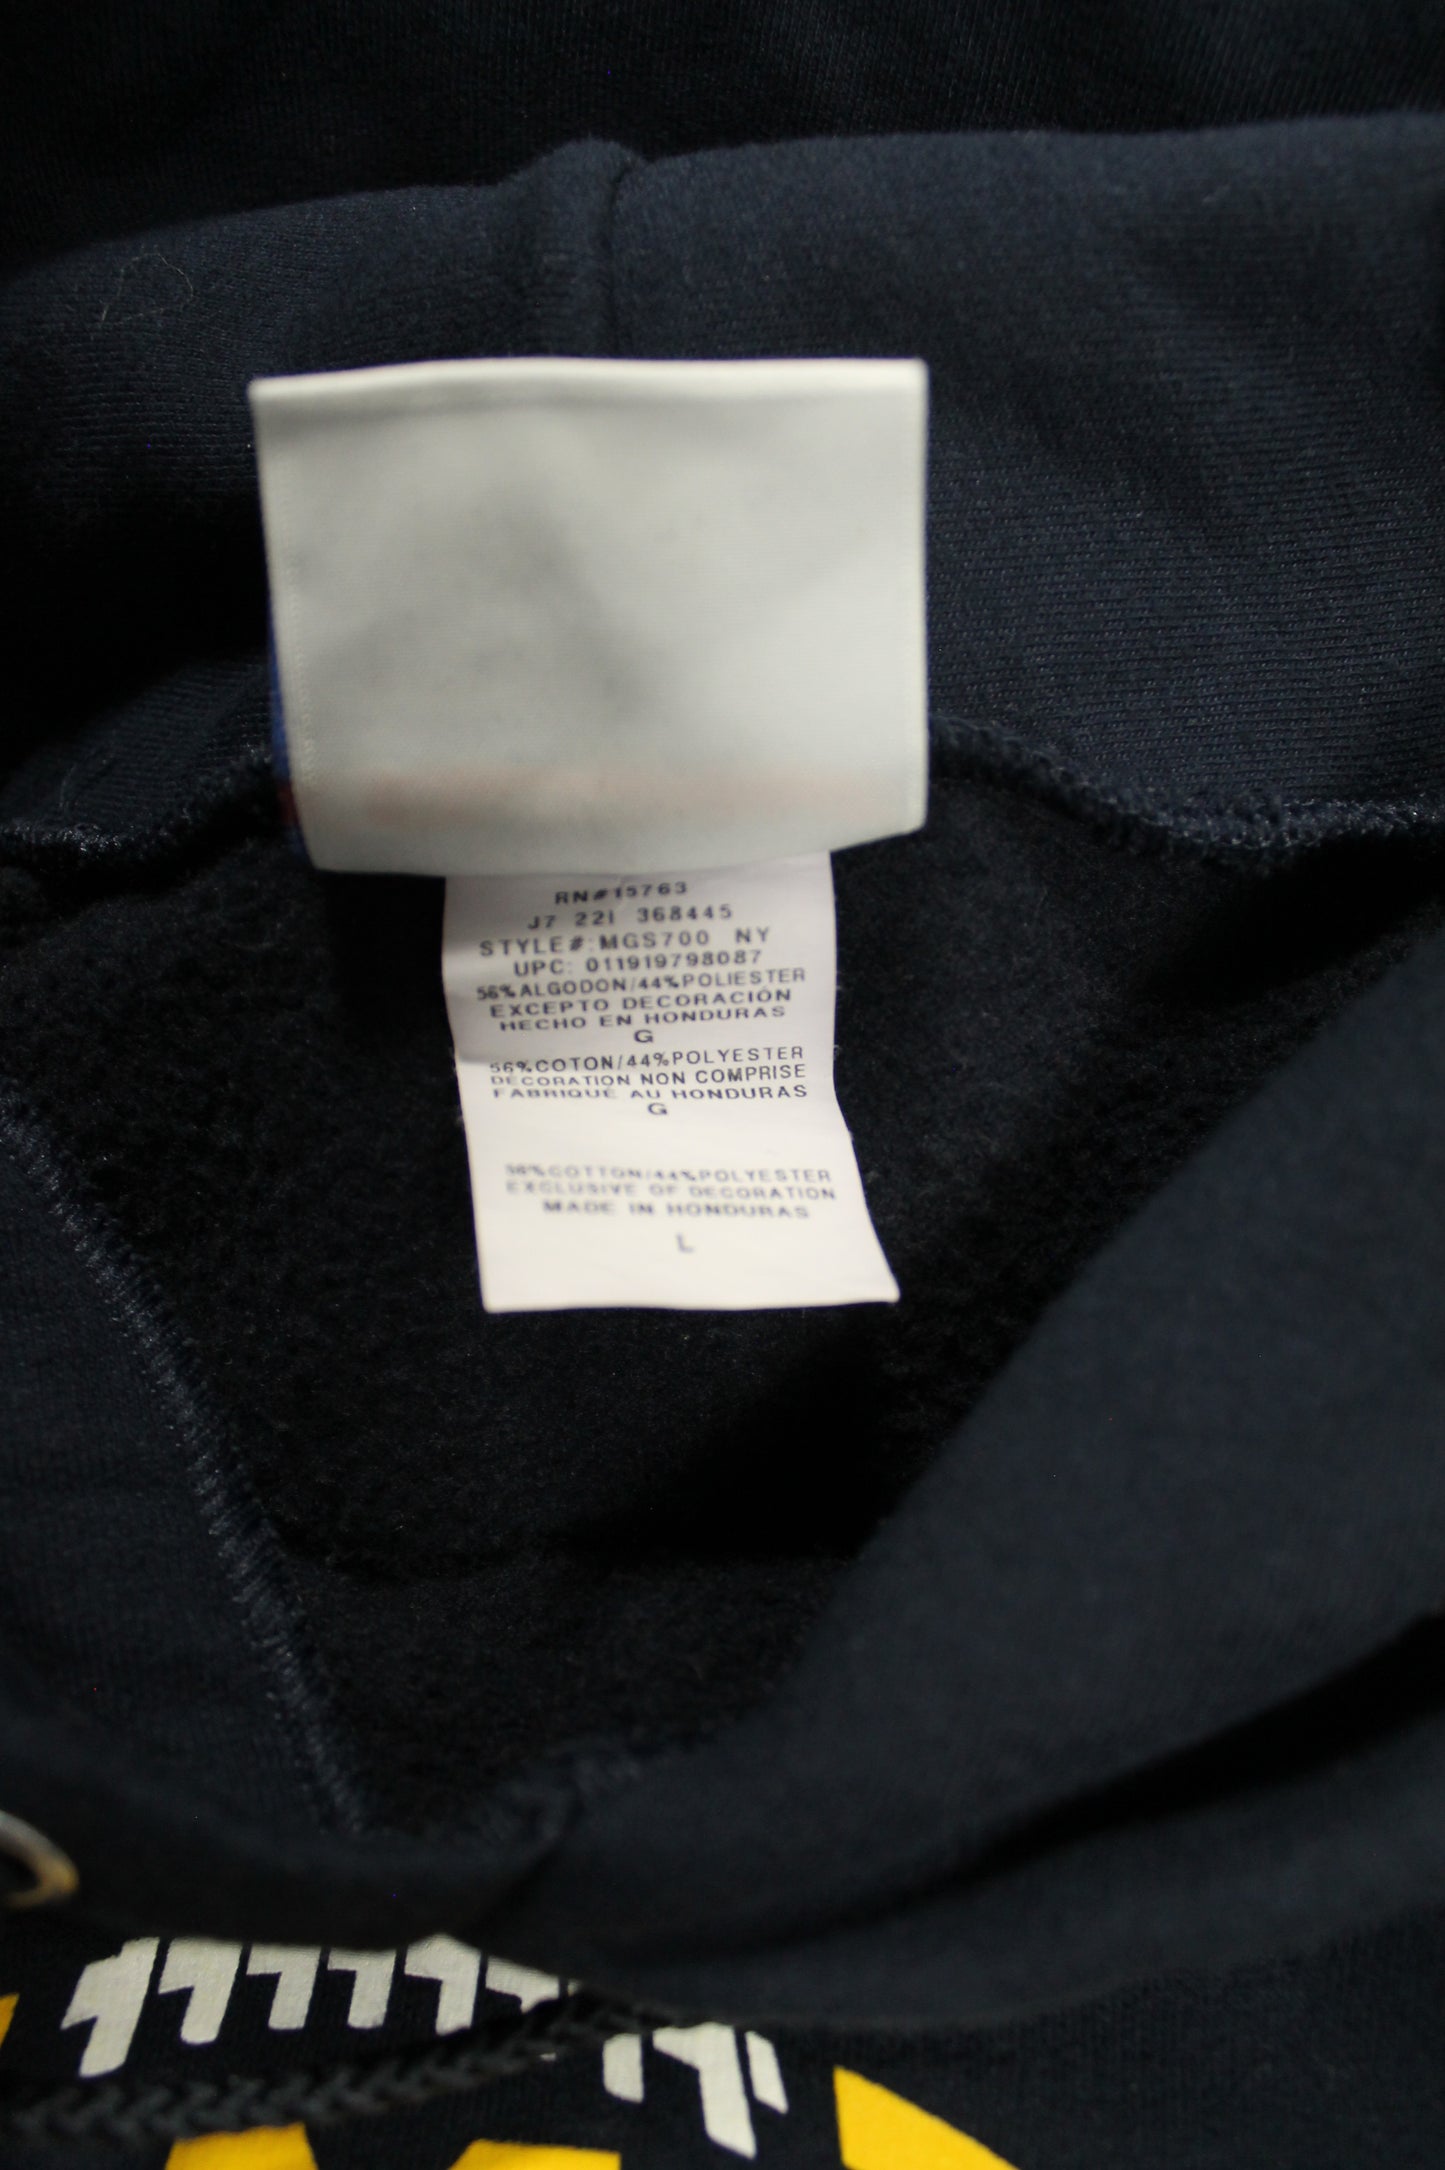 RN#15763
J7 221 368445
STYLE#:MGS700 NY
UPC: 011919798087
56%ALGODON/44%POLIESTER
EXCEPTO DECORACIÓN
HECHO EN HONDURAS
G
56%COTON/44%POLYESTER
DECORATION NON COMPRISE
FABRIQUÉ AU HONDURAS
G
56%COTTON/44%POLYESTER
EXCLUSIVE OF DECORATION
MADE IN HONDURAS
L